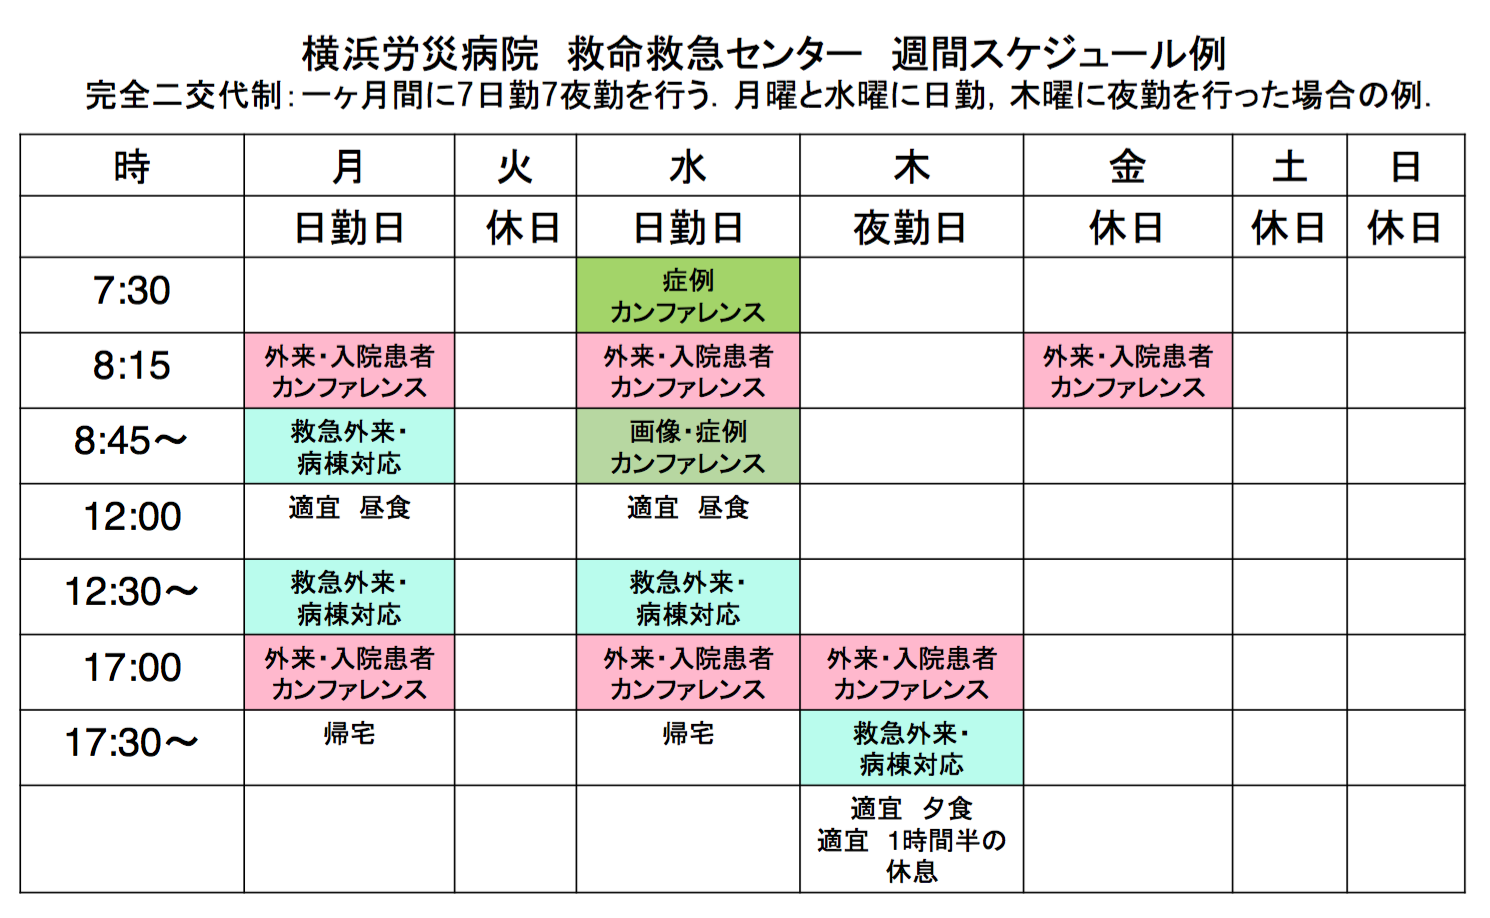 横浜労災病院　救命救急センター　週間スケジュール例
完全二交代制：一ヶ月間に7日勤7夜勤を行う．月曜と水曜に日勤，木曜に夜勤を行った場合の例．
時 月 火 水 木 金 土 日
日勤日 休日 日勤日 夜勤日 休日 休日 休日
7:30
症例
カンファレンス
8:15
外来・入院患者
カンファレンス
外来・入院患者
カンファレンス
外来・入院患者
カンファレンス
8:45～
救急外来・
病棟対応
画像・症例
カンファレンス
12:00
適宜　昼食
適宜　昼食
12:30～
救急外来・
病棟対応
救急外来・
病棟対応
17:00
外来・入院患者
カンファレンス
外来・入院患者
カンファレンス
外来・入院患者
カンファレンス
17:30～
帰宅
帰宅
救急外来・
病棟対応
適宜　夕食
適宜　1時間半の
休息